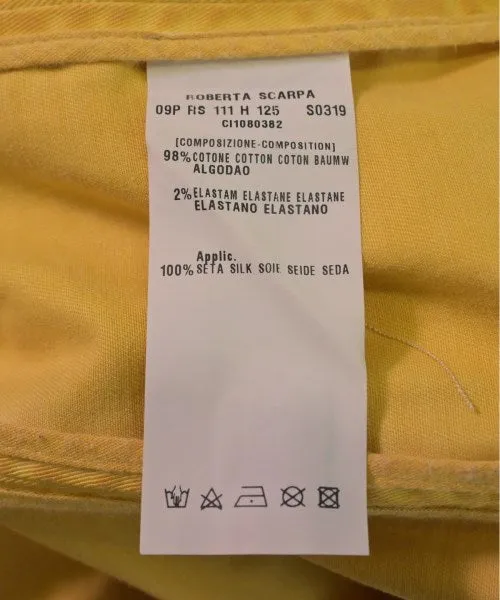 ROBERTA SCARPA
09P FIS 111 H 125 S0319
CI1080382
[COMPOSIZIONE-COMPOSITION]
98% COTONE COTTON COTON BAUMW
ALGODAO
2% ELASTAM ELASTANE ELASTANE
ELASTANO ELASTANO
Applic.
100% SETA SILK SOIE SEIDE SEDA